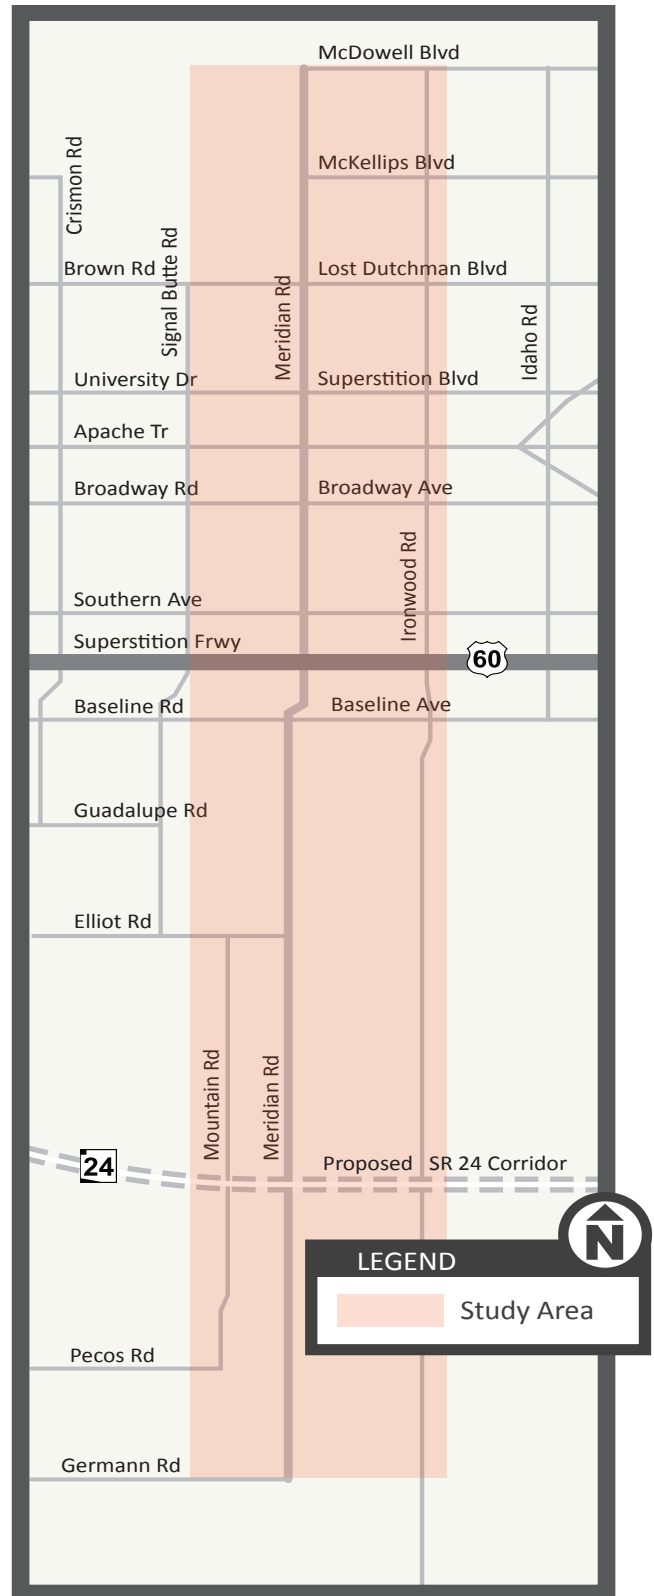 McDowell Blvd
McKellips Blvd
Crismon Rd
Brown Rd
Signal Butte Rd
Lost Dutchman Blvd
Meridian Rd
Idaho Rd
University Dr
Superstition Blvd
Apache Tr
Broadway Rd
Broadway Ave
Ironwood Rd
Southern Ave
Superstition Frwy
60
Baseline Rd
Baseline Ave
Guadalupe Rd
Elliot Rd
Mountain Rd
Meridian Rd
24
Proposed SR 24 Corridor
N
LEGEND
Study Area
Pecos Rd
Germann Rd